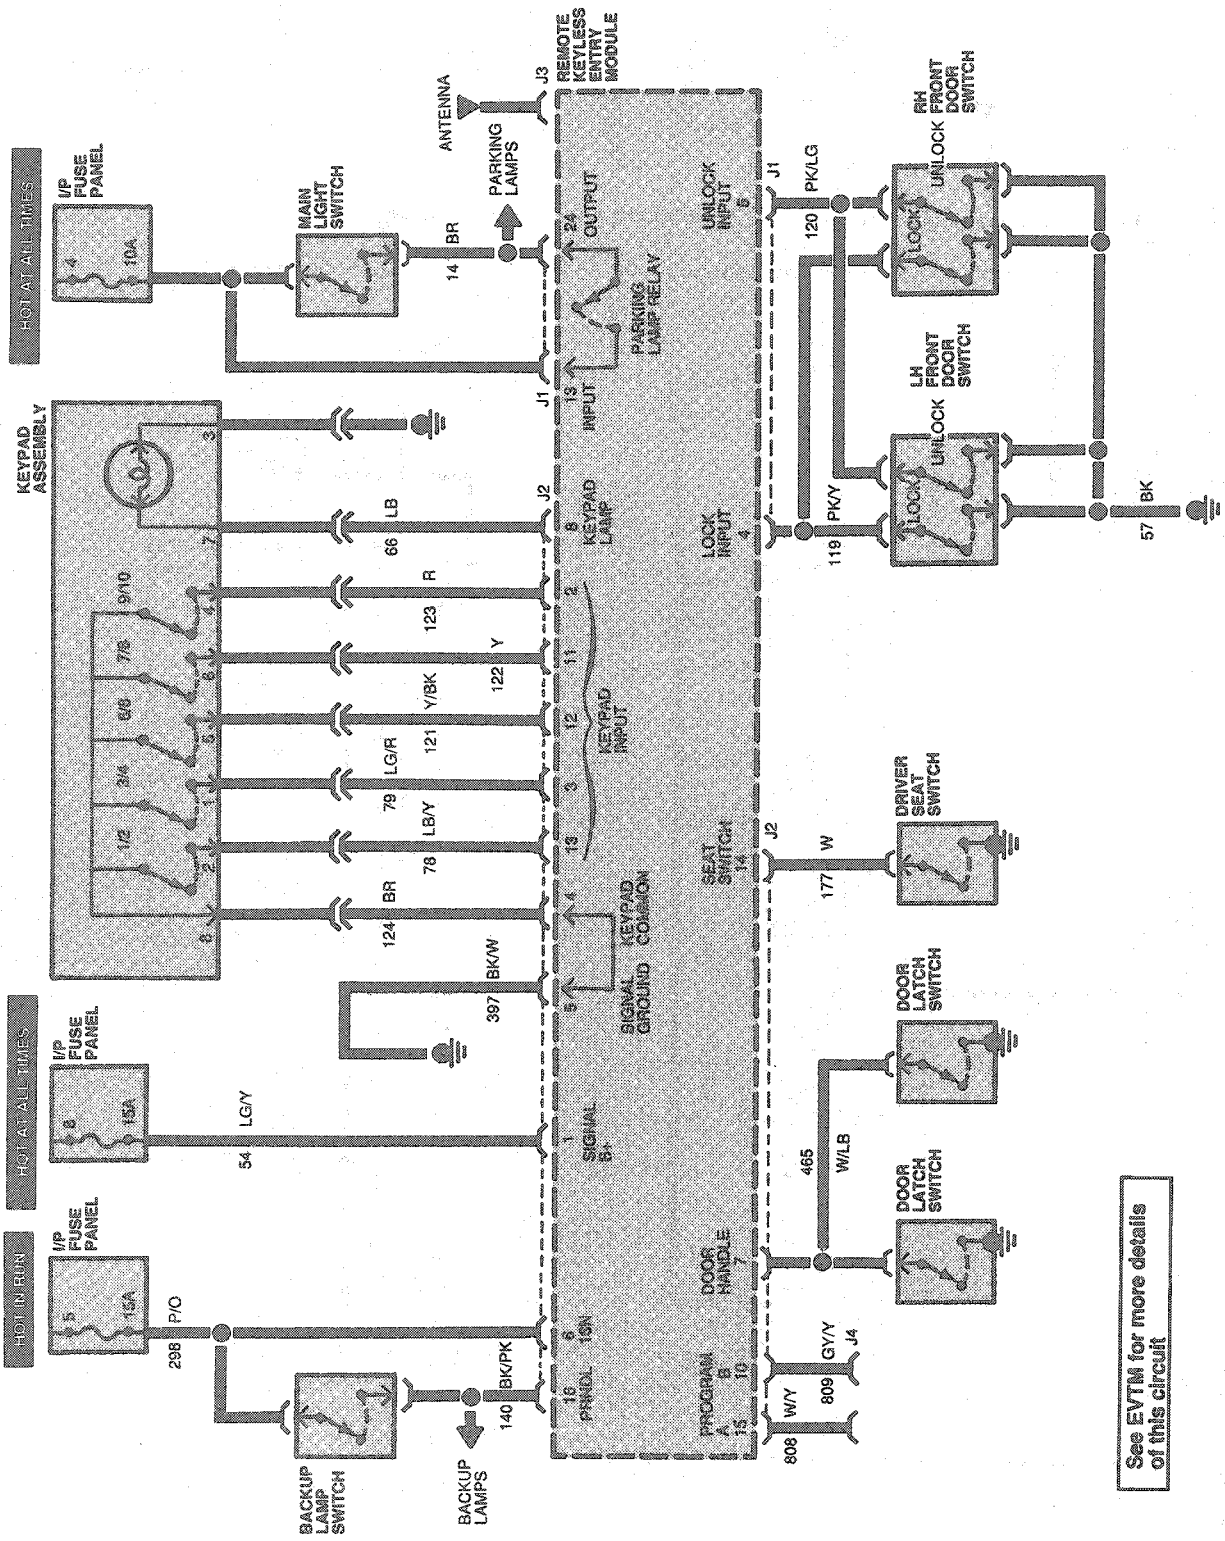 HOT IN RUN
HOT AT ALL TIMES
HOT AT ALL TIMES
I/P
FUSE
PANEL
5
15A
I/P
FUSE
PANEL
8
15A
KEYPAD
ASSEMBLY
1/2
3/4
5/6
7/8
9/10
8
2
1
5
6
4
7
3
I/P
FUSE
PANEL
4
10A
298
P/O
54
LG/Y
BACKUP
LAMP
SWITCH
MAIN
LIGHT
SWITCH
BACKUP
LAMPS
140
BK/PK
397
BK/W
124
BR
78
LB/Y
79
LG/R
121
Y/BK
122
Y
123
R
66
LB
14
BR
PARKING
LAMPS
ANTENNA
J2
J1
J3
REMOTE
KEYLESS
ENTRY
MODULE
16
PRNDL
6
IGN
1
SIGNAL
B+
5
SIGNAL
GROUND
4
KEYPAD
COMMON
13
3
12
11
2
KEYPAD
INPUT
8
KEYPAD
LAMP
13
INPUT
24
OUTPUT
PARKING
LAMP RELAY
PROGRAM
A
B
15
10
DOOR
HANDLE
7
SEAT
SWITCH
14
LOCK
INPUT
4
UNLOCK
INPUT
5
J2
J1
808
W/Y
809
GY/Y
J4
465
W/LB
177
W
119
PK/Y
120
PK/LG
DOOR
LATCH
SWITCH
DOOR
LATCH
SWITCH
DRIVER
SEAT
SWITCH
LH
FRONT
DOOR
SWITCH
LOCK
UNLOCK
RH
FRONT
DOOR
SWITCH
LOCK
UNLOCK
57
BK
See EVTM for more details
of this circuit